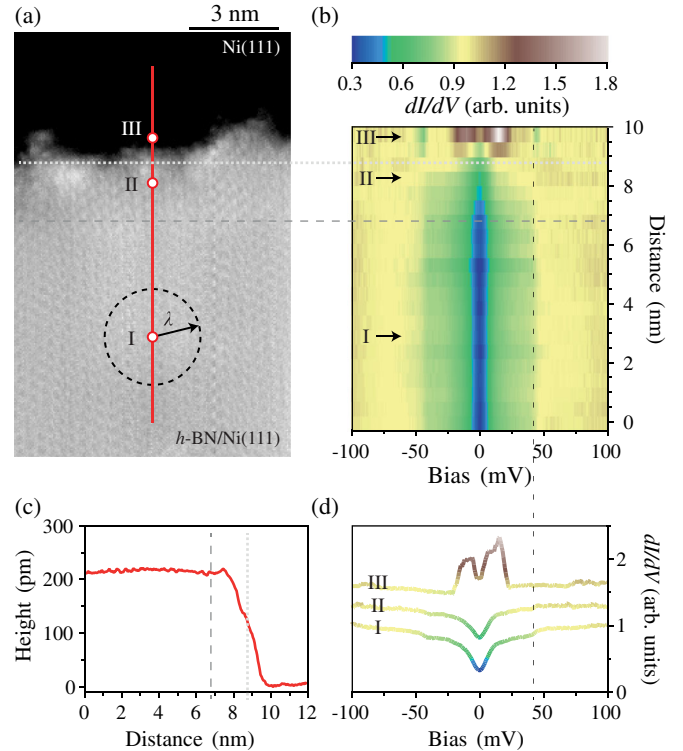 (a)
3 nm
Ni(111)
III
II
I
λ
h-BN/Ni(111)
(b)
0.3 0.6 0.9 1.2 1.5 1.8
dI/dV (arb. units)
III
II
I
10
8
6
4
2
0
Distance (nm)
-100 -50 0 50 100
Bias (mV)
(c)
300
200
100
0
Height (pm)
0 2 4 6 8 10 12
Distance (nm)
(d)
III
II
I
2
1
0
dI/dV (arb. units)
-100 -50 0 50 100
Bias (mV)